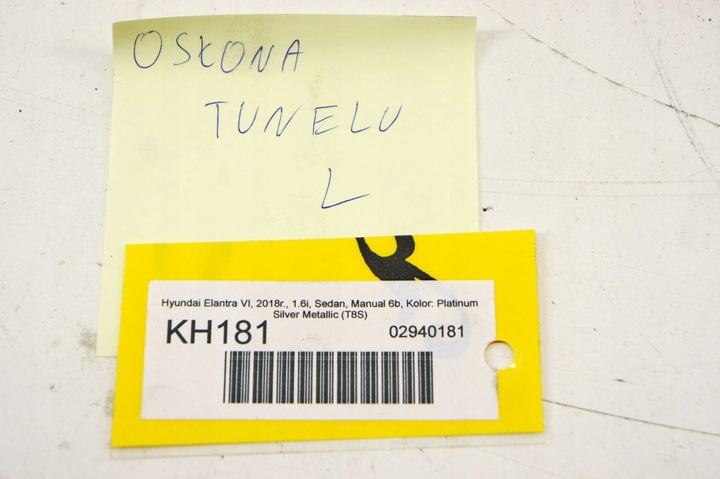 OSŁONA
TUNELU
L
Hyundai Elantra VI, 2018r., 1.6i, Sedan, Manual 6b, Kolor: Platinum
Silver Metallic (T8S)
KH181 02940181